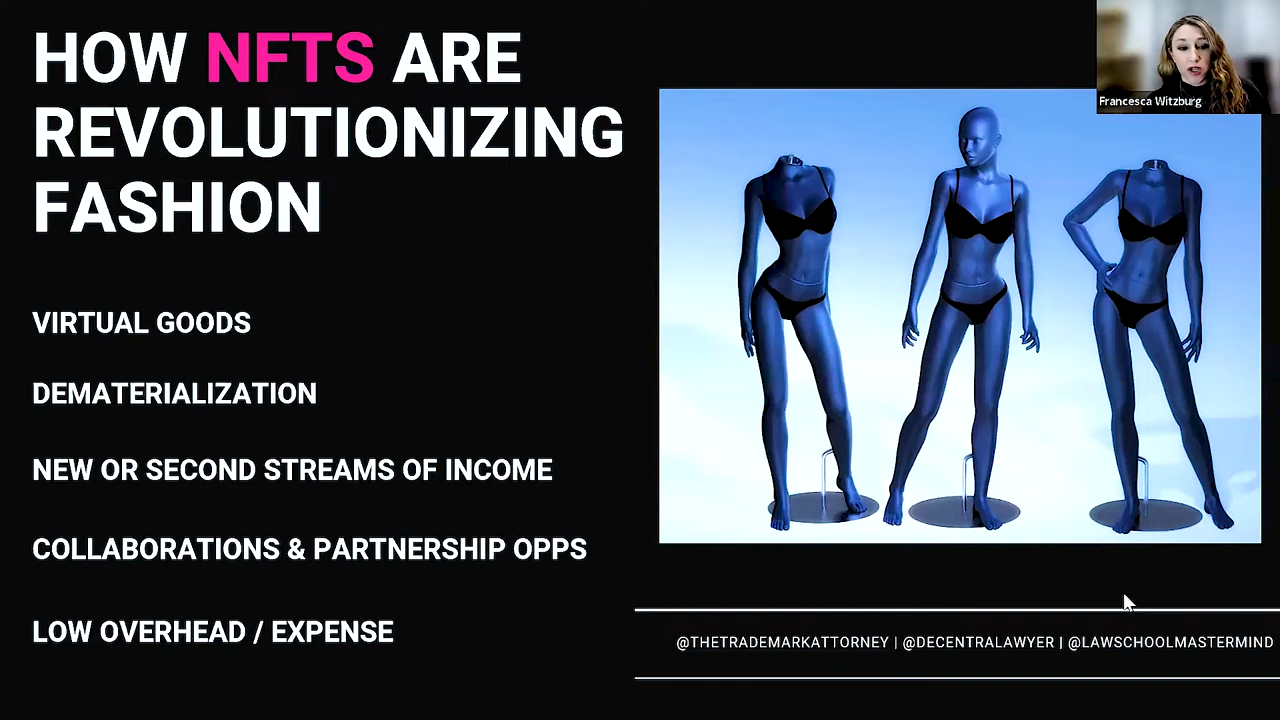 HOW NFTS ARE
REVOLUTIONIZING
FASHION
VIRTUAL GOODS
DEMATERIALIZATION
NEW OR SECOND STREAMS OF INCOME
COLLABORATIONS & PARTNERSHIP OPPS
LOW OVERHEAD / EXPENSE
Francesca Witzburg
@THETRADEMARKATTORNEY | @DECENTRALAWYER | @LAWSCHOOLMASTERMIND